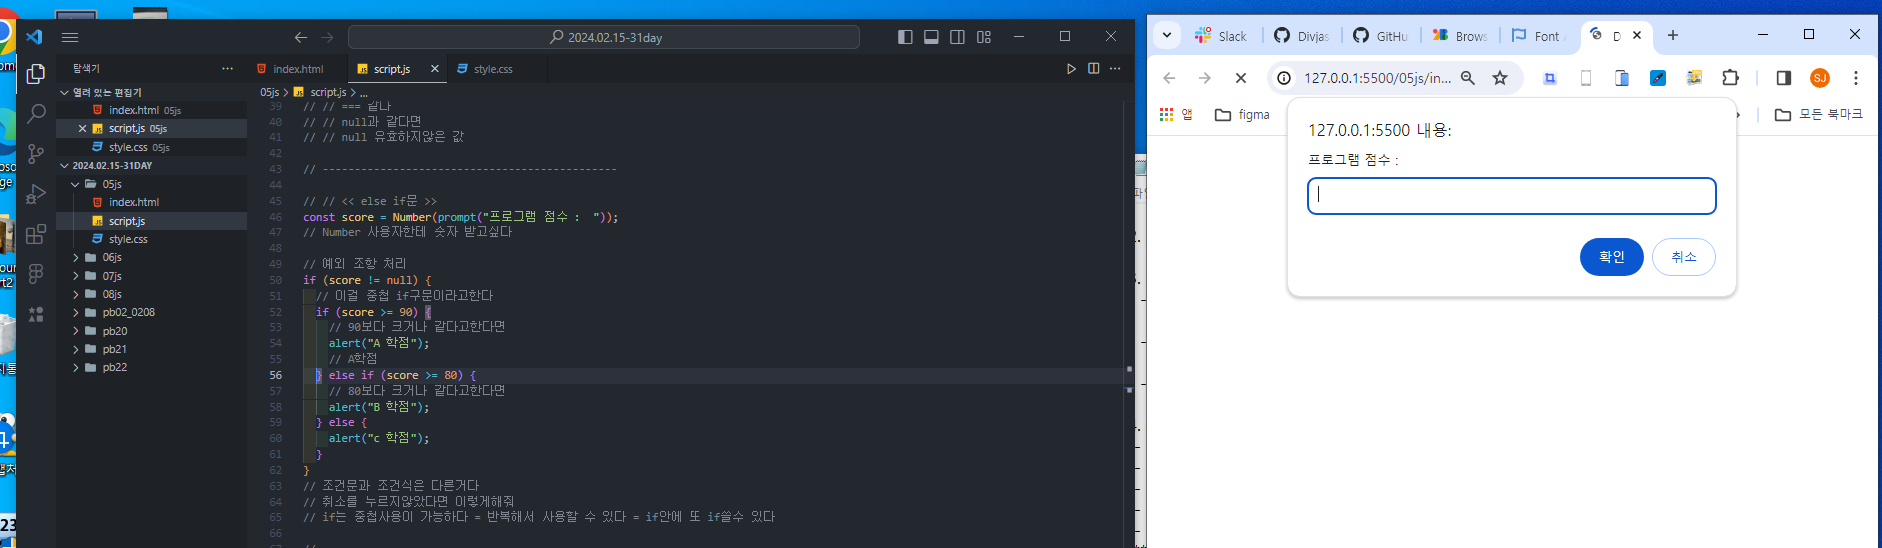 2024.02.15-31day
탐색기
index.html
script.js
style.css
열려 있는 편집기
index.html 05js
script.js 05js
style.css 05js
2024.02.15-31DAY
05js
index.html
script.js
style.css
06js
07js
08js
pb02_0208
pb20
pb21
pb22
05js > script.js > ...
39 // // === 같나
40 // // null과 같다면
41 // // null 유효하지않은 값
42
43 // ----------------------------------------------
44
45 // // << else if문 >>
46 const score = Number(prompt("프로그램 점수 :  "));
47 // Number 사용자한테 숫자 받고싶다
48
49 // 예외 조항 처리
50 if (score != null) {
51 // 이걸 중첩 if구문이라고한다
52 if (score >= 90) {
53 // 90보다 크거나 같다고한다면
54 alert("A 학점");
55 // A학점
56 } else if (score >= 80) {
57 // 80보다 크거나 같다고한다면
58 alert("B 학점");
59 } else {
60 alert("c 학점");
61 }
62 }
63 // 조건문과 조건식은 다른거다
64 // 취소를 누르지않았다면 이렇게해줘
65 // if는 중첩사용이 가능하다 = 반복해서 사용할 수 있다 = if안에 또 if쓸수 있다
66
Slack
Divjas
GitHu
Brows
Font
D
127.0.0.1:5500/05js/in...
SJ
앱
figma
모든 북마크
127.0.0.1:5500 내용:
프로그램 점수 :
확인
취소